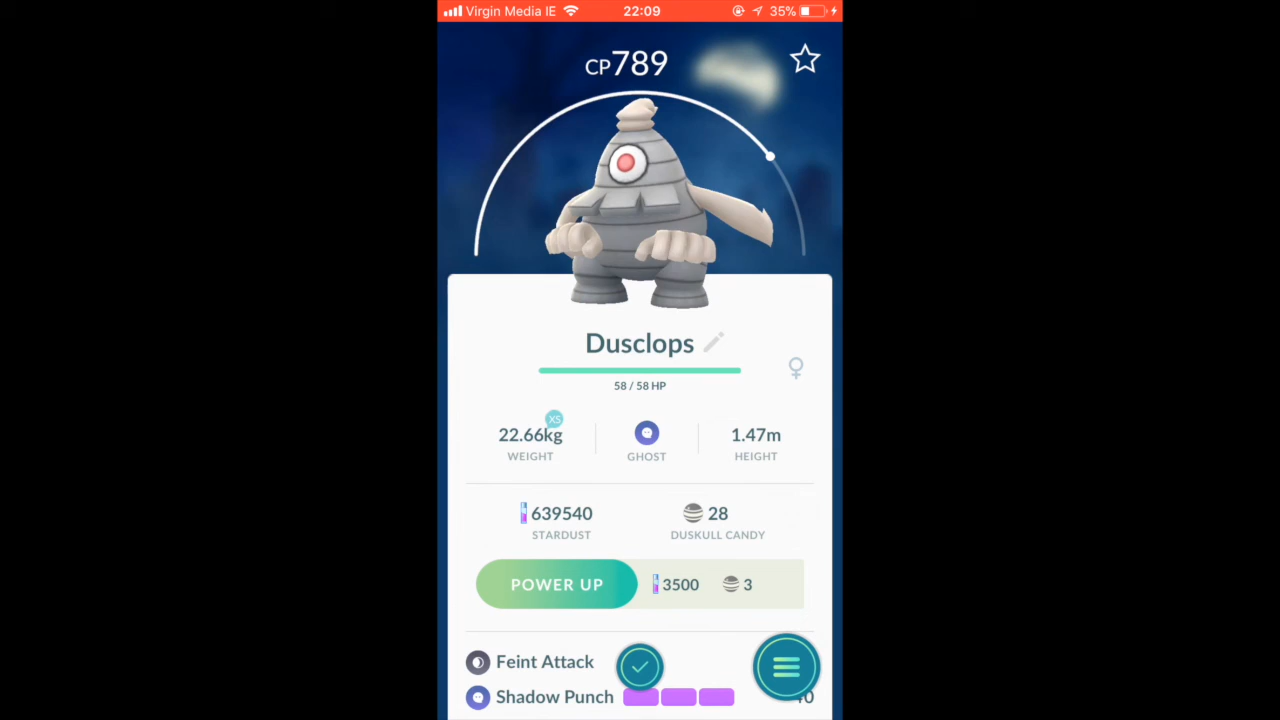 Virgin Media IE 22:09 35%
CP789
Dusclops
58 / 58 HP
XS
22.66kg 1.47m
WEIGHT GHOST HEIGHT
639540 28
STARDUST DUSKULL CANDY
POWER UP 3500 3
Feint Attack
Shadow Punch